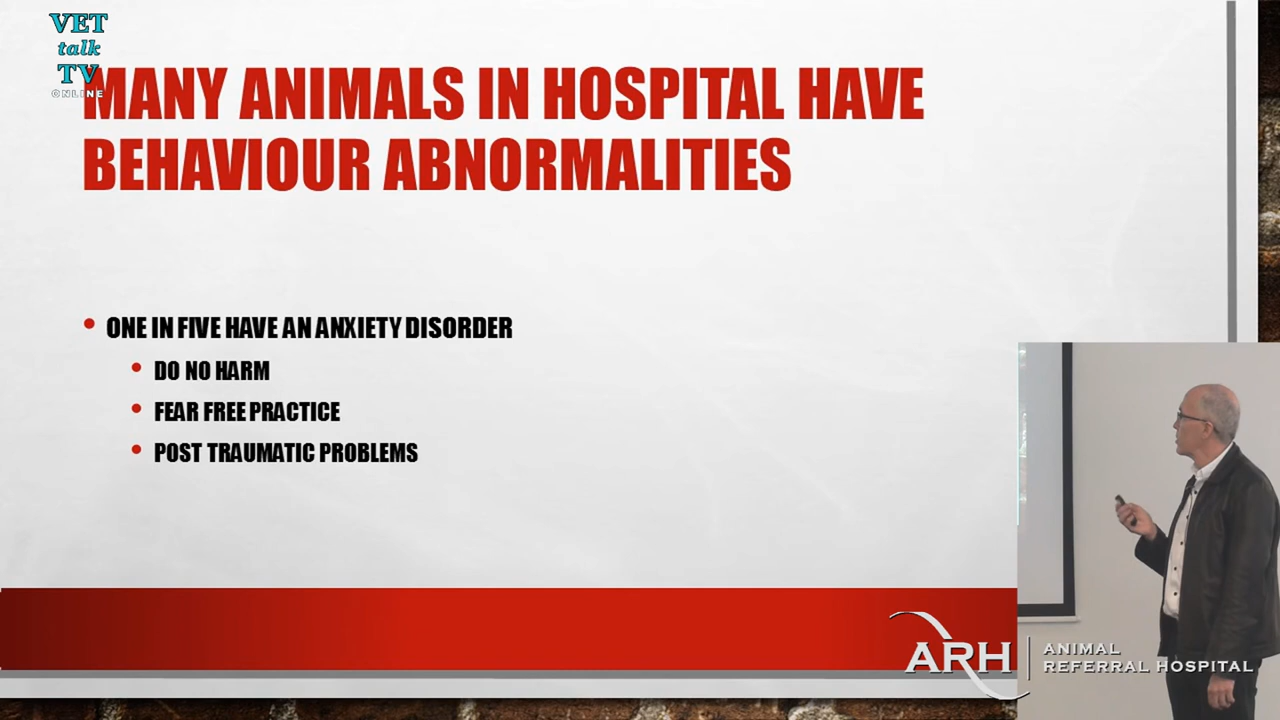 VET
talk
TV
ONLINE
MANY ANIMALS IN HOSPITAL HAVE
BEHAVIOUR ABNORMALITIES
• ONE IN FIVE HAVE AN ANXIETY DISORDER
• DO NO HARM
• FEAR FREE PRACTICE
• POST TRAUMATIC PROBLEMS
ARH
ANIMAL
REFERRAL HOSPITAL